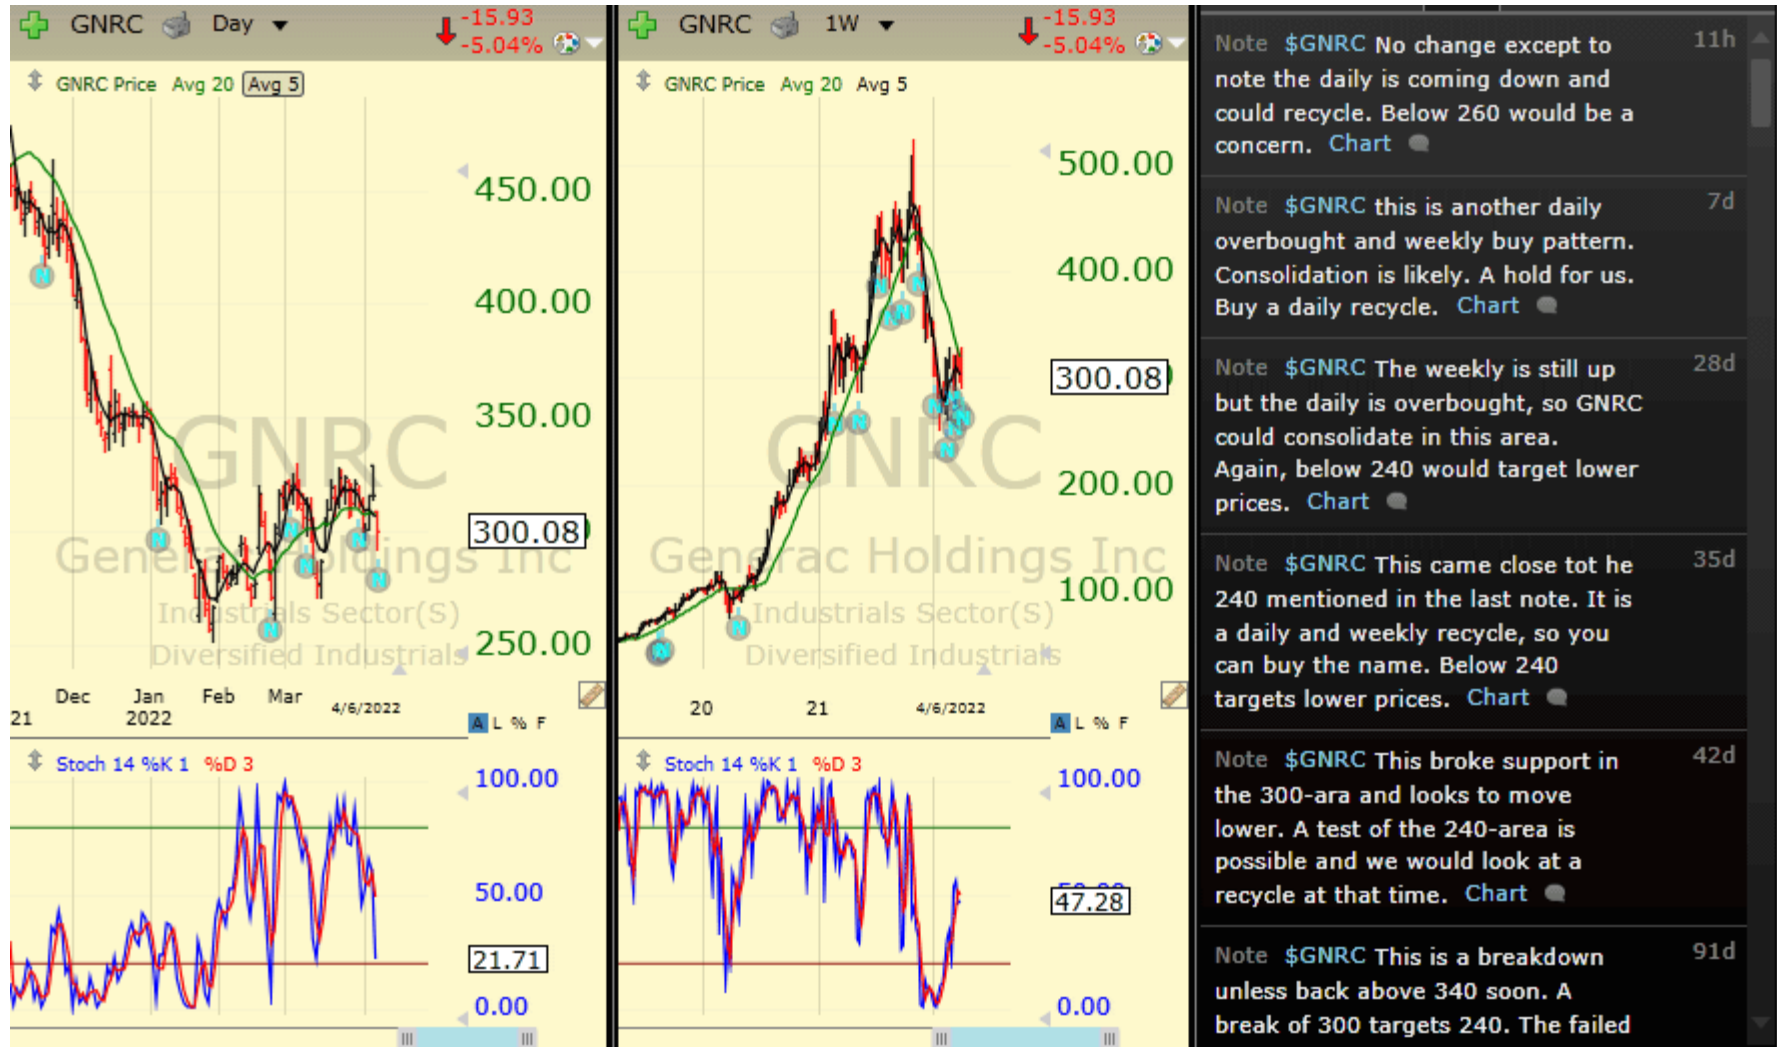 GNRC Day
-15.93
-5.04%
GNRC Price Avg 20 Avg 5
450.00
400.00
350.00
300.08
250.00
GNRC
Generac Holdings Inc
Industrials Sector(S)
Diversified Industrials
21 Dec Jan 2022 Feb Mar 4/6/2022
A L % F
Stoch 14 %K 1 %D 3
100.00
50.00
21.71
0.00
GNRC 1W
-15.93
-5.04%
GNRC Price Avg 20 Avg 5
500.00
400.00
300.08
200.00
100.00
GNRC
Generac Holdings Inc
Industrials Sector(S)
Diversified Industrials
20 21 4/6/2022
A L % F
Stoch 14 %K 1 %D 3
100.00
50.00
47.28
0.00
Note $GNRC No change except to 11h
note the daily is coming down and
could recycle. Below 260 would be a
concern. Chart
Note $GNRC this is another daily 7d
overbought and weekly buy pattern.
Consolidation is likely. A hold for us.
Buy a daily recycle. Chart
Note $GNRC The weekly is still up 28d
but the daily is overbought, so GNRC
could consolidate in this area.
Again, below 240 would target lower
prices. Chart
Note $GNRC This came close tot he 35d
240 mentioned in the last note. It is
a daily and weekly recycle, so you
can buy the name. Below 240
targets lower prices. Chart
Note $GNRC This broke support in 42d
the 300-ara and looks to move
lower. A test of the 240-area is
possible and we would look at a
recycle at that time. Chart
Note $GNRC This is a breakdown 91d
unless back above 340 soon. A
break of 300 targets 240. The failed